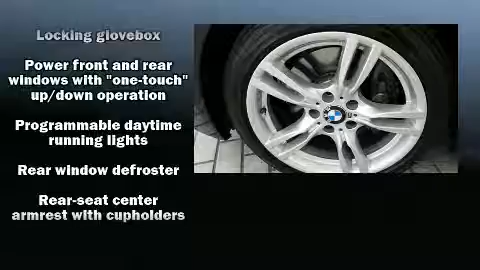 Locking glovebox
Power front and rear
windows with "one-touch"
up/down operation
Programmable daytime
running lights
Rear window defroster
Rear-seat center
armrest with cupholders